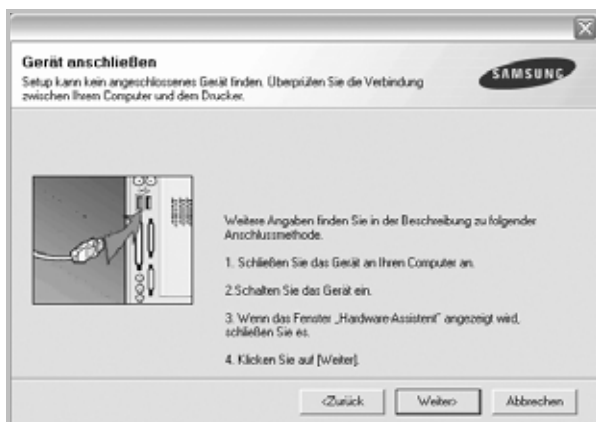 Gerät anschließen
Setup kann kein angeschlossenes Gerät finden. Überprüfen Sie die Verbindung
zwischen Ihrem Computer und dem Drucker.
SAMSUNG
Weitere Angaben finden Sie in der Beschreibung zu folgender
Anschlussmethode.
1. Schließen Sie das Gerät an Ihren Computer an.
2.Schalten Sie das Gerät ein.
3. Wenn das Fenster „Hardware-Assistent" angezeigt wird,
schließen Sie es.
4. Klicken Sie auf [Weiter].
<Zurück
Weiter>
Abbrechen